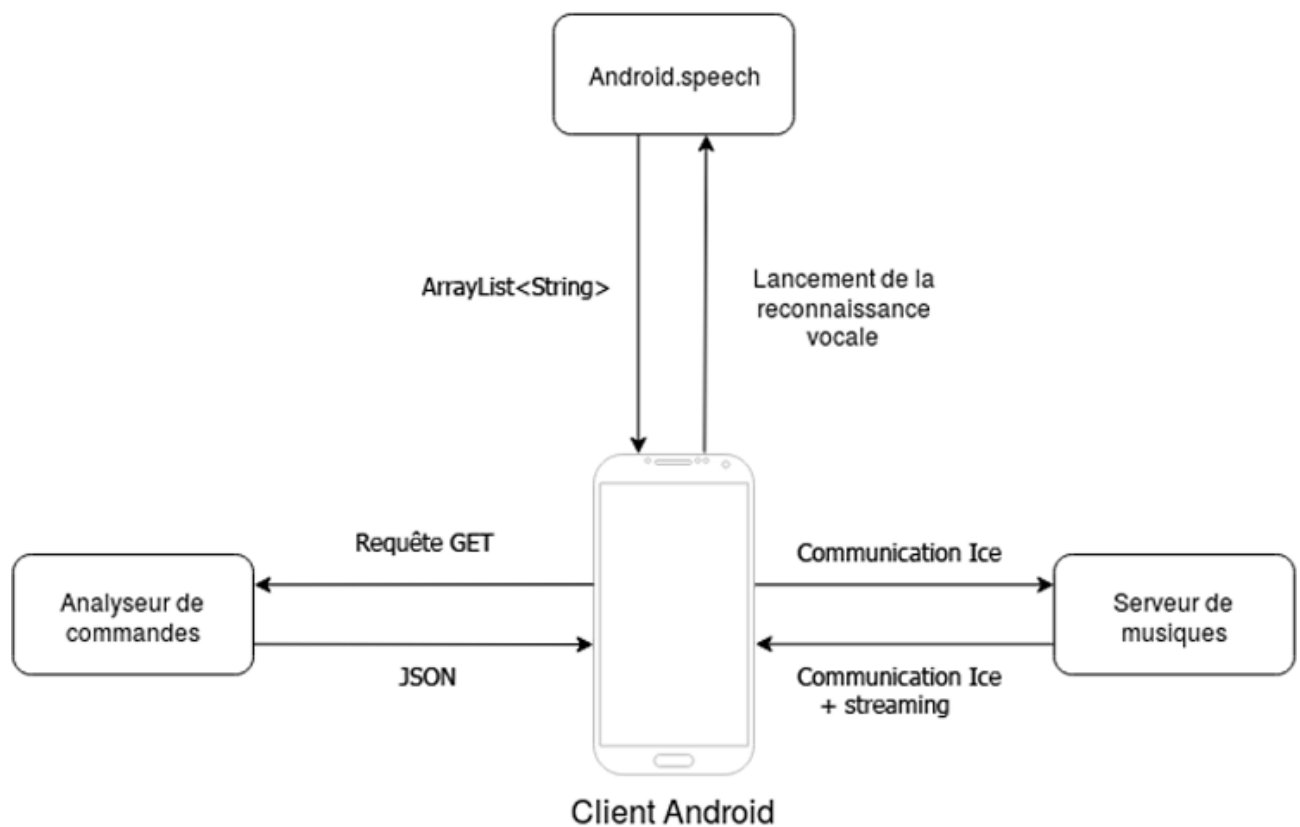 Android.speech
ArrayList<String>
Lancement de la
reconnaissance
vocale
Requête GET
Communication Ice
Analyseur de
commandes
Serveur de
musiques
JSON
Communication Ice
+ streaming
Client Android